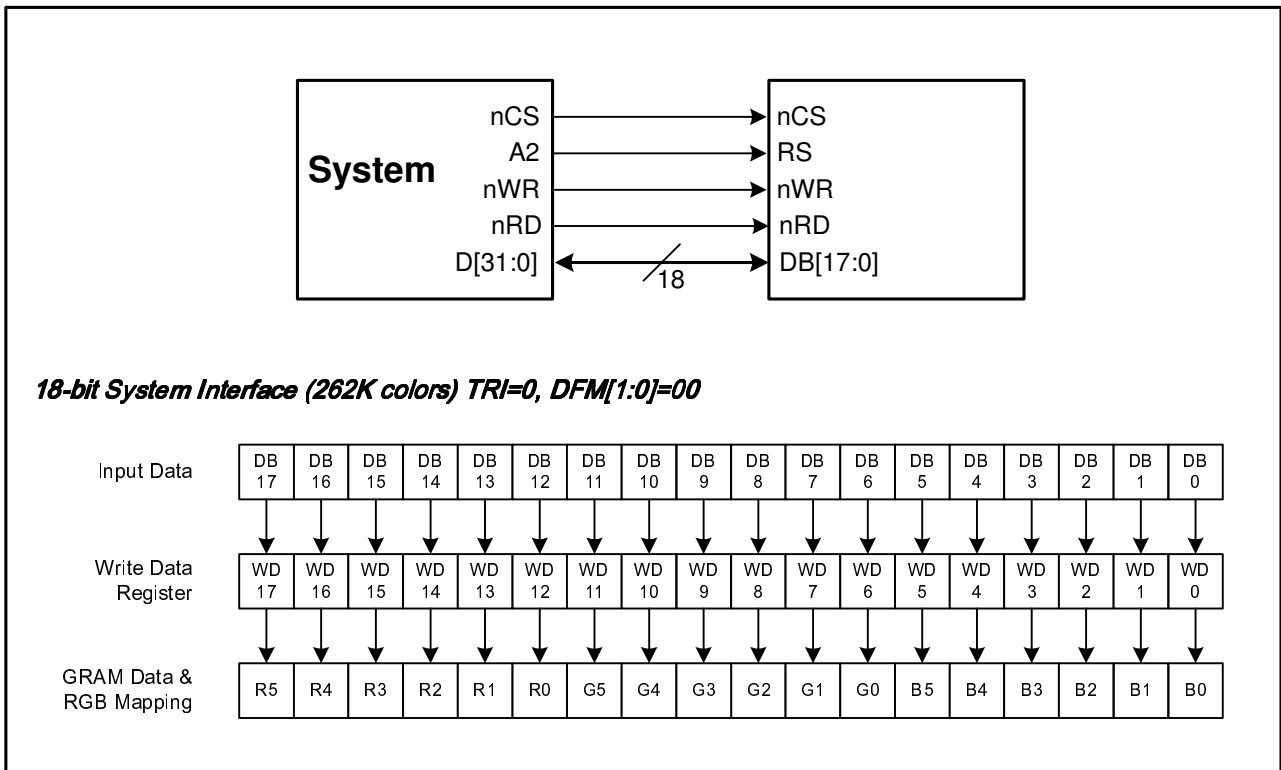 nCS nCS
A2 RS
System
nWR nWR
nRD nRD
D[31:0] DB[17:0]
18
18-bit System Interface (262K colors) TRI=0, DFM[1:0]=00
Input Data
DB DB DB DB DB DB DB DB DB DB DB DB DB DB DB DB DB DB
17 16 15 14 13 12 11 10 9 8 7 6 5 4 3 2 1 0
Write Data
Register
WD WD WD WD WD WD WD WD WD WD WD WD WD WD WD WD WD WD
17 16 15 14 13 12 11 10 9 8 7 6 5 4 3 2 1 0
GRAM Data &
RGB Mapping
R5 R4 R3 R2 R1 R0 G5 G4 G3 G2 G1 G0 B5 B4 B3 B2 B1 B0